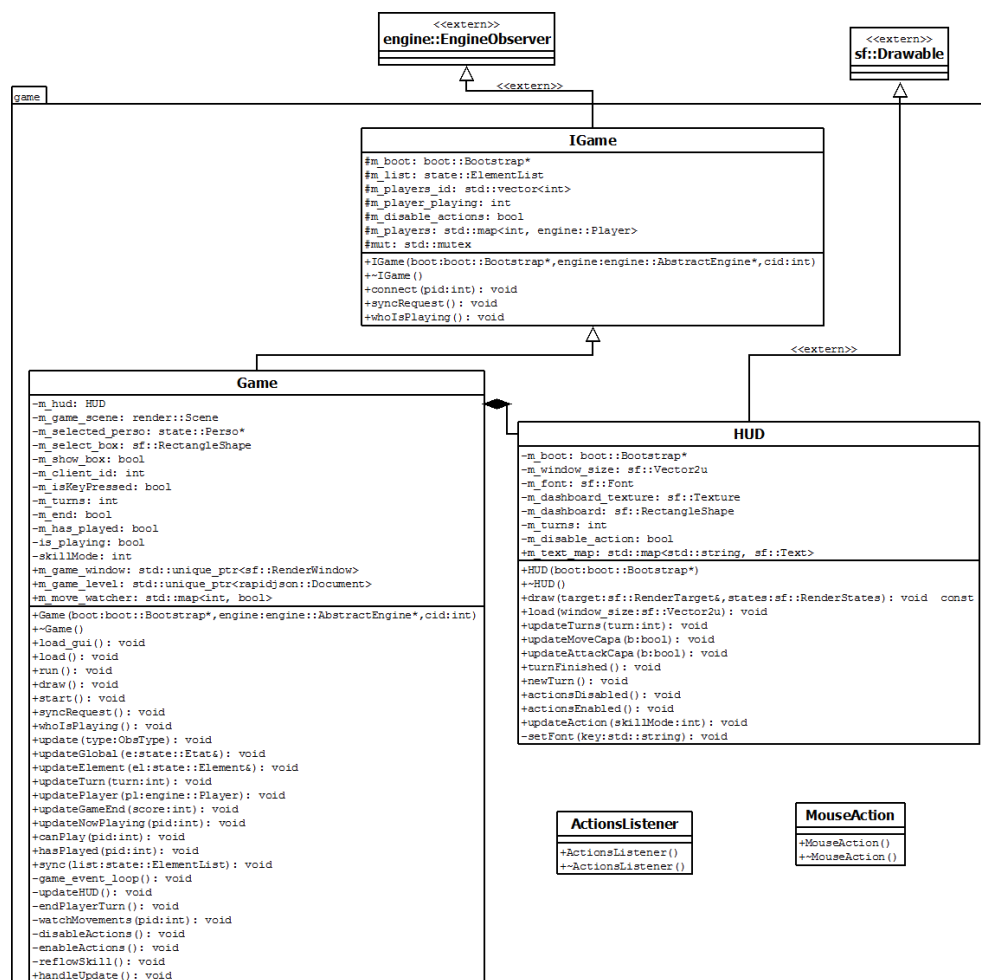 <<extern>>
engine::EngineObserver
<<extern>>
sf::Drawable
<<extern>>
game
IGame
#m_boot: boot::Bootstrap*
#m_list: state::ElementList
#m_players_id: std::vector<int>
#m_player_playing: int
#m_disable_actions: bool
#m_players: std::map<int, engine::Player>
#mut: std::mutex
+IGame(boot:boot::Bootstrap*,engine:engine::AbstractEngine*,cid:int)
+~IGame()
+connect(pid:int): void
+syncRequest(): void
+whoIsPlaying(): void
<<extern>>
Game
-m_hud: HUD
-m_game_scene: render::Scene
-m_selected_perso: state::Perso*
-m_select_box: sf::RectangleShape
-m_show_box: bool
-m_client_id: int
-m_isKeyPressed: bool
-m_turns: int
-m_end: bool
-m_has_played: bool
-is_playing: bool
-skillMode: int
+m_game_window: std::unique_ptr<sf::RenderWindow>
+m_game_level: std::unique_ptr<rapidjson::Document>
+m_move_watcher: std::map<int, bool>
+Game(boot:boot::Bootstrap*,engine:engine::AbstractEngine*,cid:int)
+~Game()
+load_gui(): void
+load(): void
+run(): void
+draw(): void
+start(): void
+syncRequest(): void
+whoIsPlaying(): void
+update(type:ObsType): void
+updateGlobal(e:state::Etat&): void
+updateElement(el:state::Element&): void
+updateTurn(turn:int): void
+updatePlayer(pl:engine::Player): void
+updateGameEnd(score:int): void
+updateNowPlaying(pid:int): void
+canPlay(pid:int): void
+hasPlayed(pid:int): void
+sync(list:state::ElementList): void
-game_event_loop(): void
-updateHUD(): void
-endPlayerTurn(): void
-watchMovements(pid:int): void
-disableActions(): void
-enableActions(): void
-reflowSkill(): void
+handleUpdate(): void
HUD
-m_boot: boot::Bootstrap*
-m_window_size: sf::Vector2u
-m_font: sf::Font
-m_dashboard_texture: sf::Texture
-m_dashboard: sf::RectangleShape
-m_turns: int
-m_disable_action: bool
+m_text_map: std::map<std::string, sf::Text>
+HUD(boot:boot::Bootstrap*)
+~HUD()
+draw(target:sf::RenderTarget&,states:sf::RenderStates): void  const
+load(window_size:sf::Vector2u): void
+updateTurns(turn:int): void
+updateMoveCapa(b:bool): void
+updateAttackCapa(b:bool): void
+turnFinished(): void
+newTurn(): void
+actionsDisabled(): void
+actionsEnabled(): void
+updateAction(skillMode:int): void
-setFont(key:std::string): void
ActionsListener
+ActionsListener()
+~ActionsListener()
MouseAction
+MouseAction()
+~MouseAction()